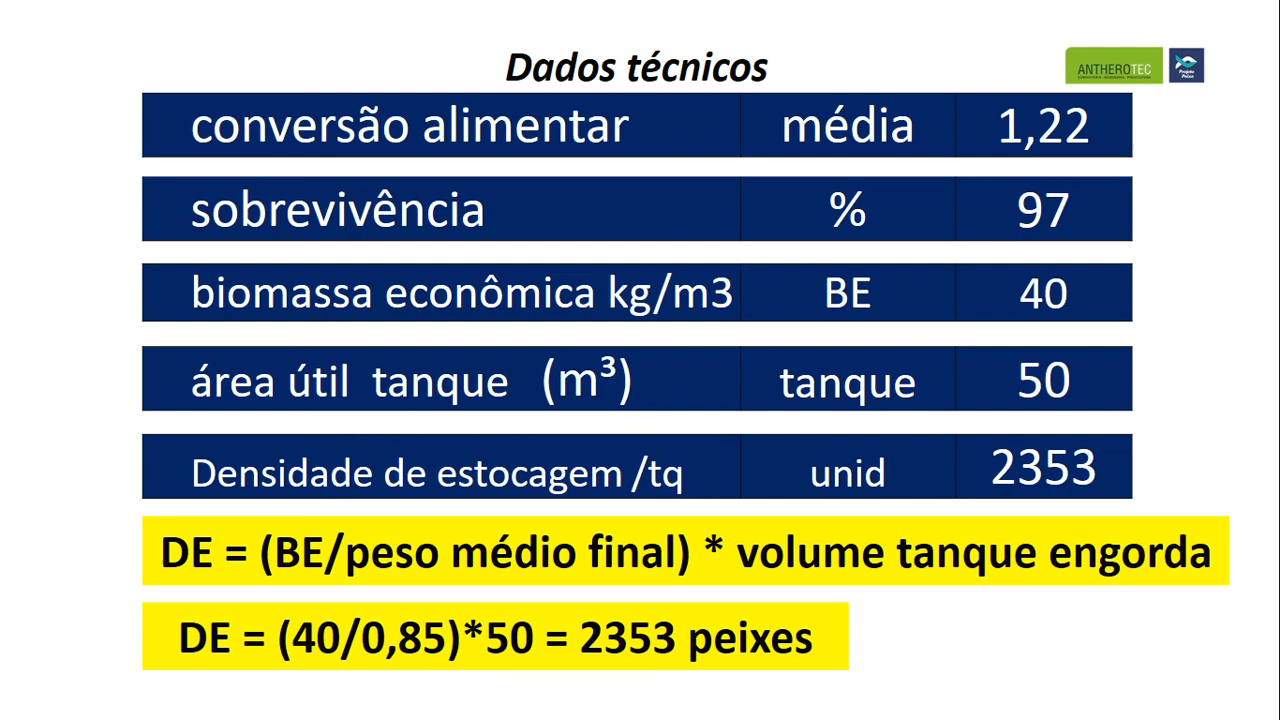 Dados técnicos
ANTHEROTEC
Projeto
Peixe
conversão alimentar média 1,22
sobrevivência % 97
biomassa econômica kg/m3 BE 40
área útil tanque (m³) tanque 50
Densidade de estocagem /tq unid 2353
DE = (BE/peso médio final) * volume tanque engorda
DE = (40/0,85)*50 = 2353 peixes